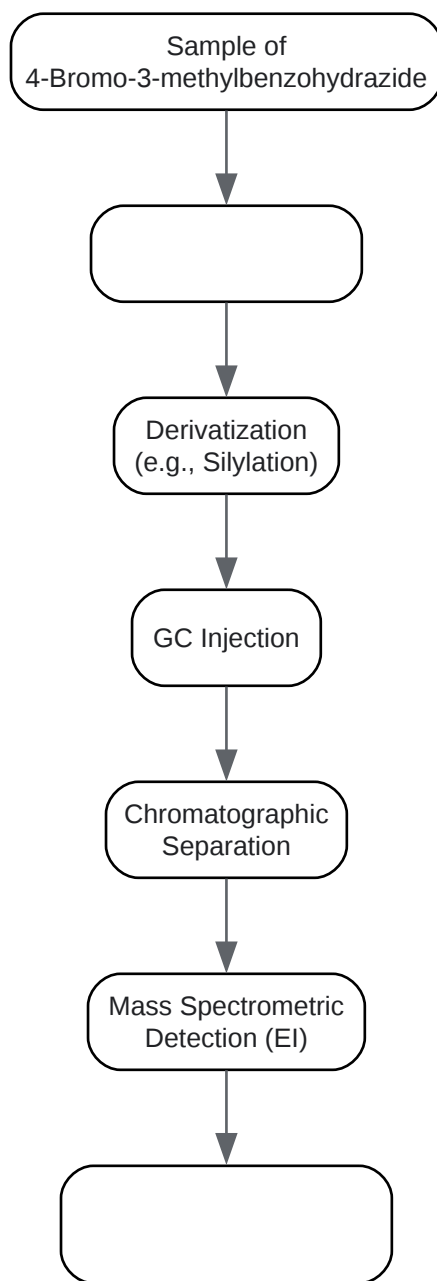 Sample of
4-Bromo-3-methylbenzohydrazide
Derivatization
(e.g., Silylation)
GC Injection
Chromatographic
Separation
Mass Spectrometric
Detection (EI)